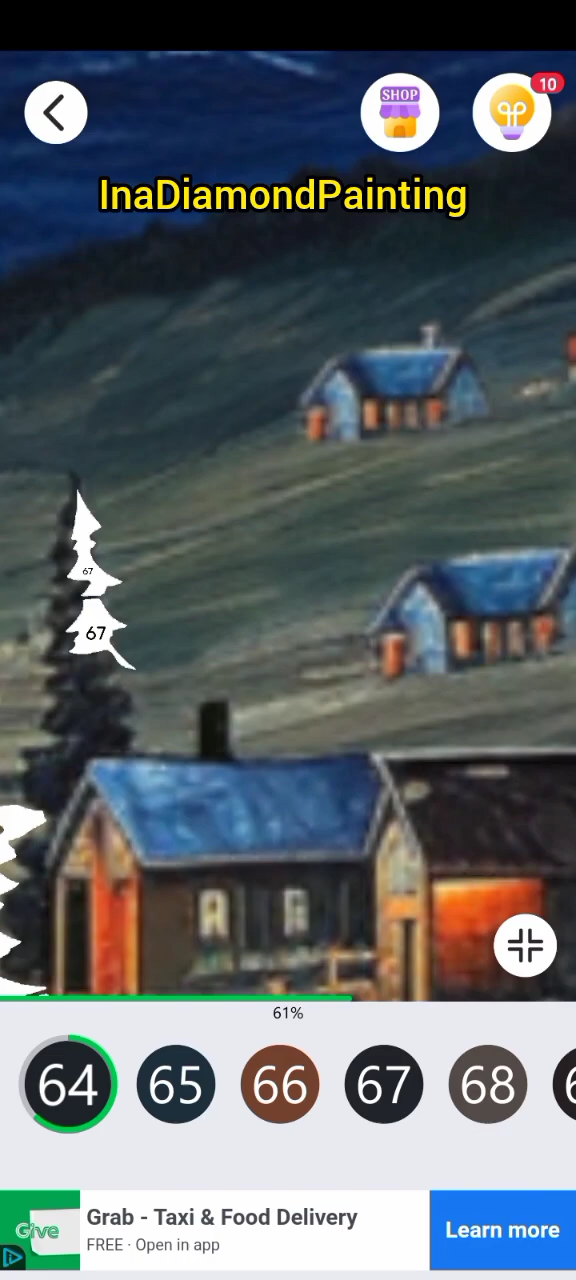 SHOP
10
InaDiamondPainting
67
67
61%
64 65 66 67 68
Give
Grab - Taxi & Food Delivery
FREE · Open in app
Learn more